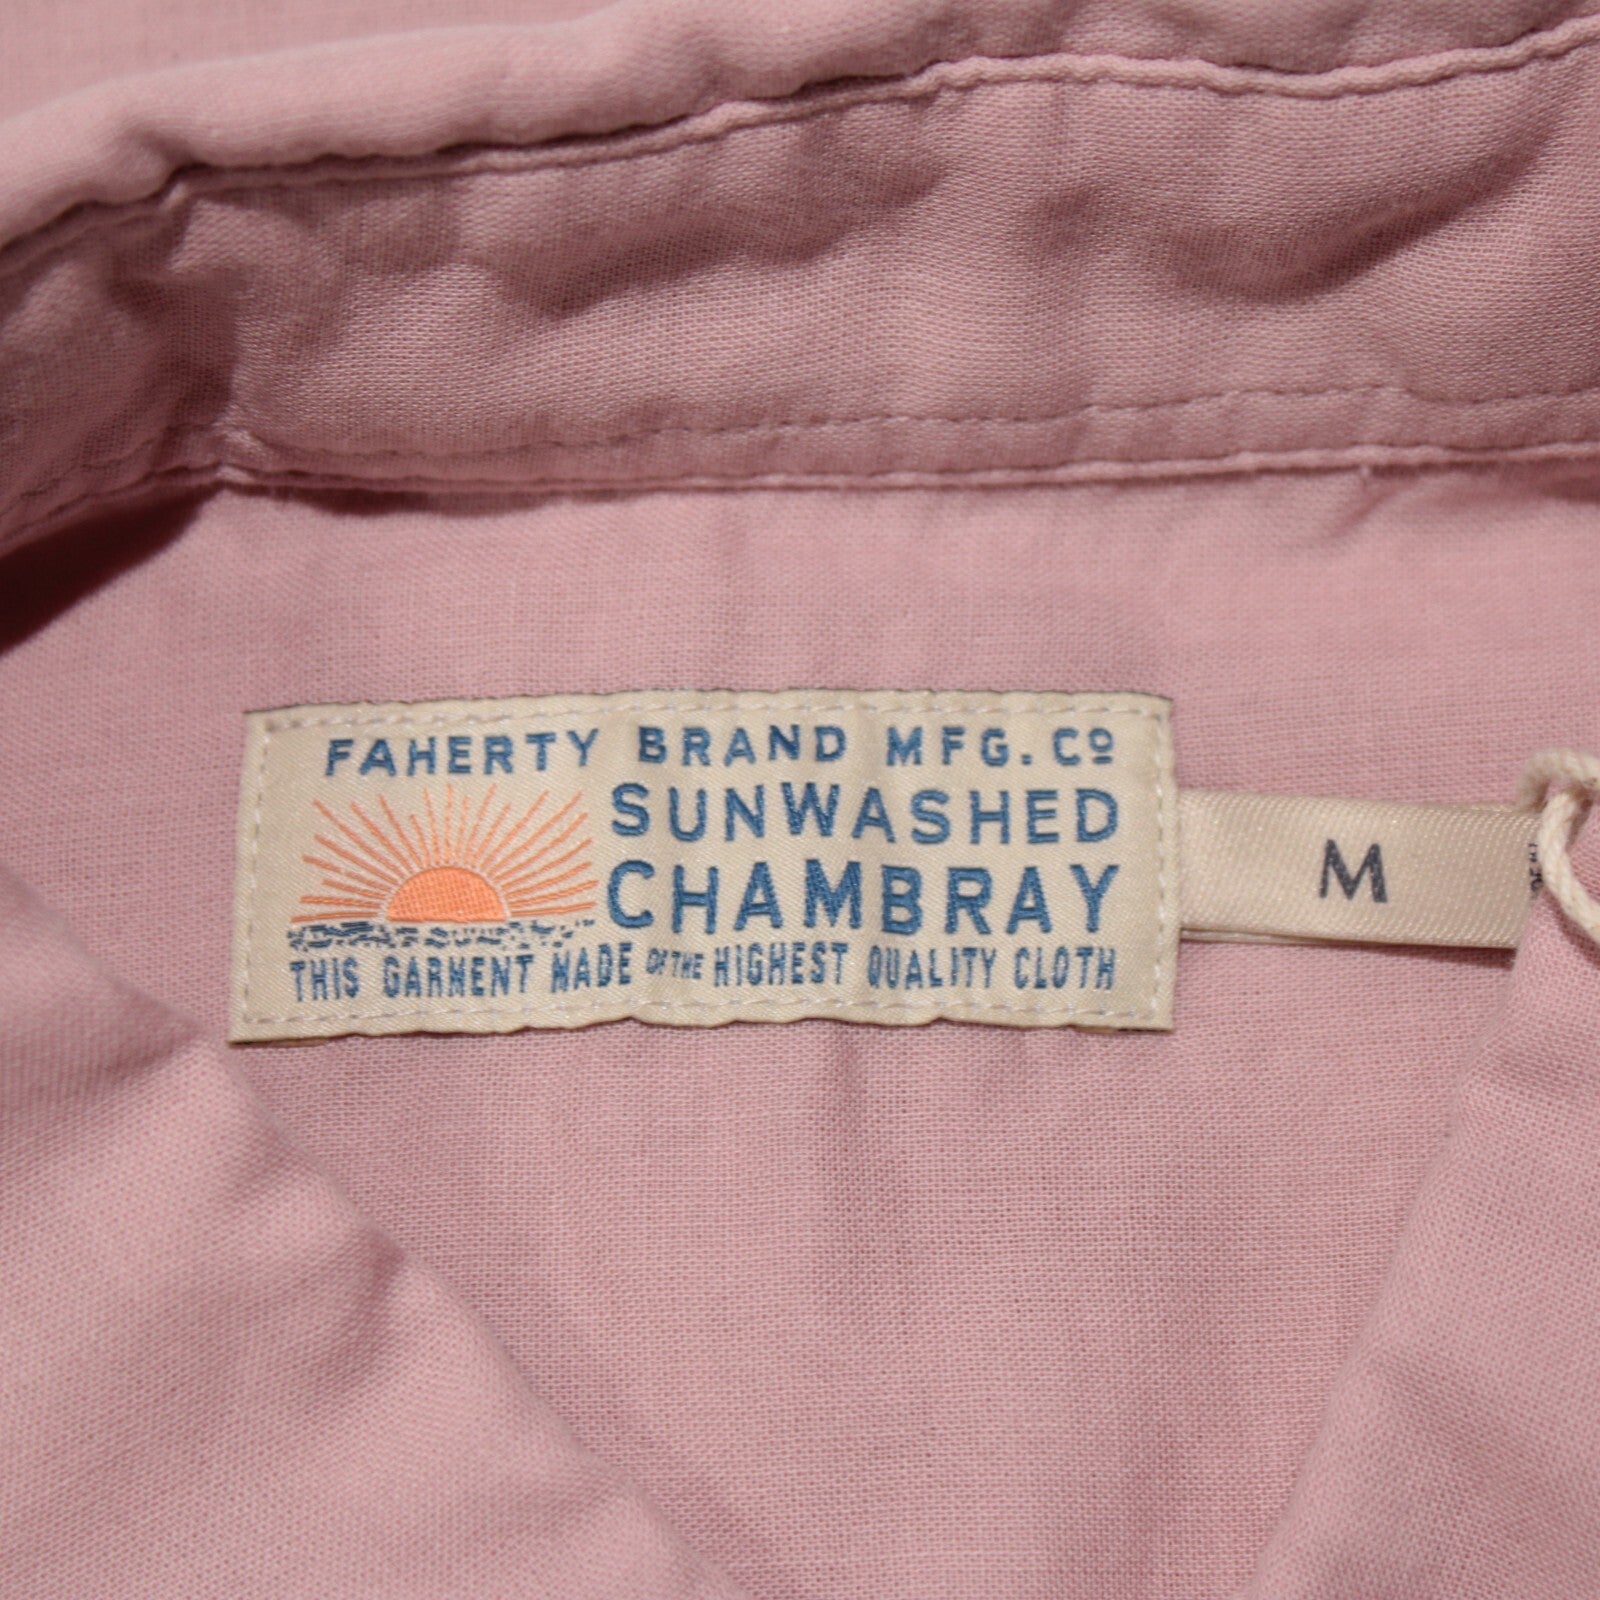 FAHERTY BRAND MFG. Cº
SUNWASHED
CHAMBRAY
THIS GARMENT MADE OF THE HIGHEST QUALITY CLOTH
M